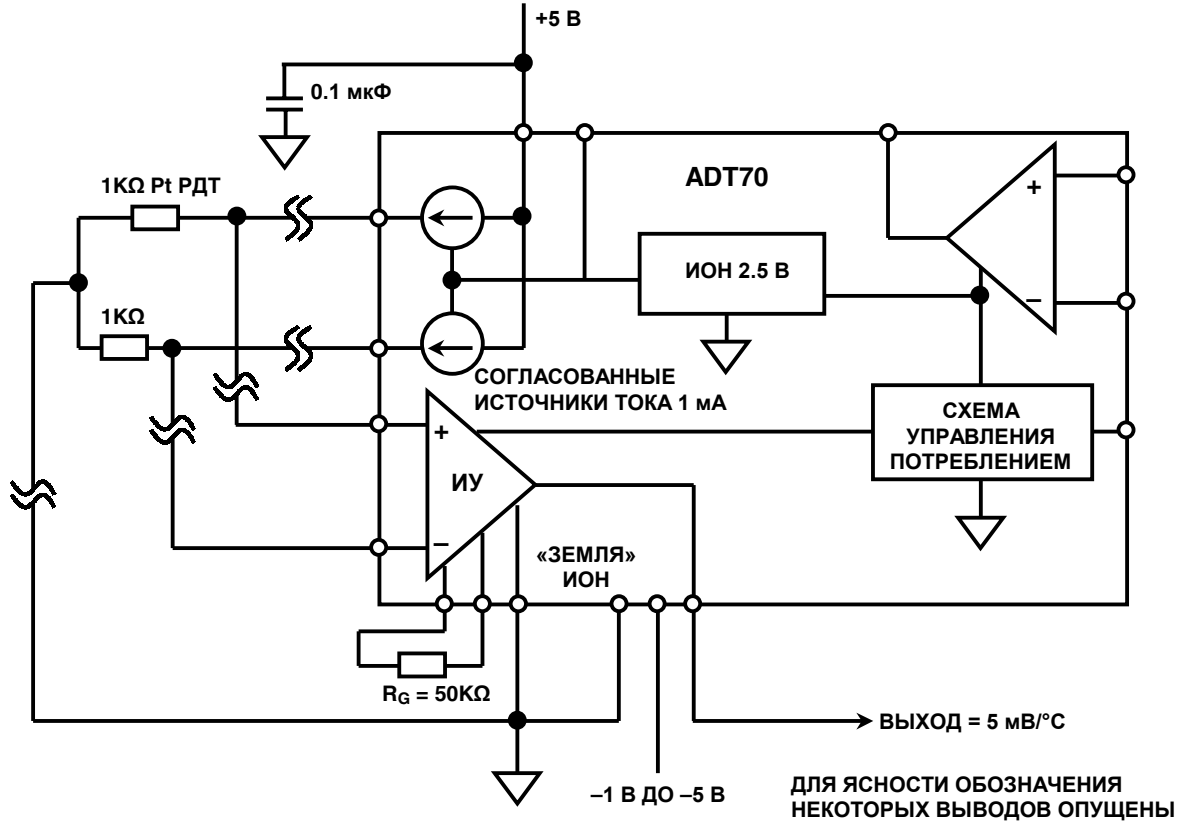 +5 В
0.1 мкФ
ADT70
1KΩ Pt РДТ
+
ИОН 2.5 В
–
1KΩ
СОГЛАСОВАННЫЕ
ИСТОЧНИКИ ТОКА 1 мА
СХЕМА
УПРАВЛЕНИЯ
ПОТРЕБЛЕНИЕМ
+
ИУ
–
«ЗЕМЛЯ»
ИОН
RG = 50KΩ
ВЫХОД = 5 мВ/°C
–1 В ДО –5 В
ДЛЯ ЯСНОСТИ ОБОЗНАЧЕНИЯ
НЕКОТОРЫХ ВЫВОДОВ ОПУЩЕНЫ